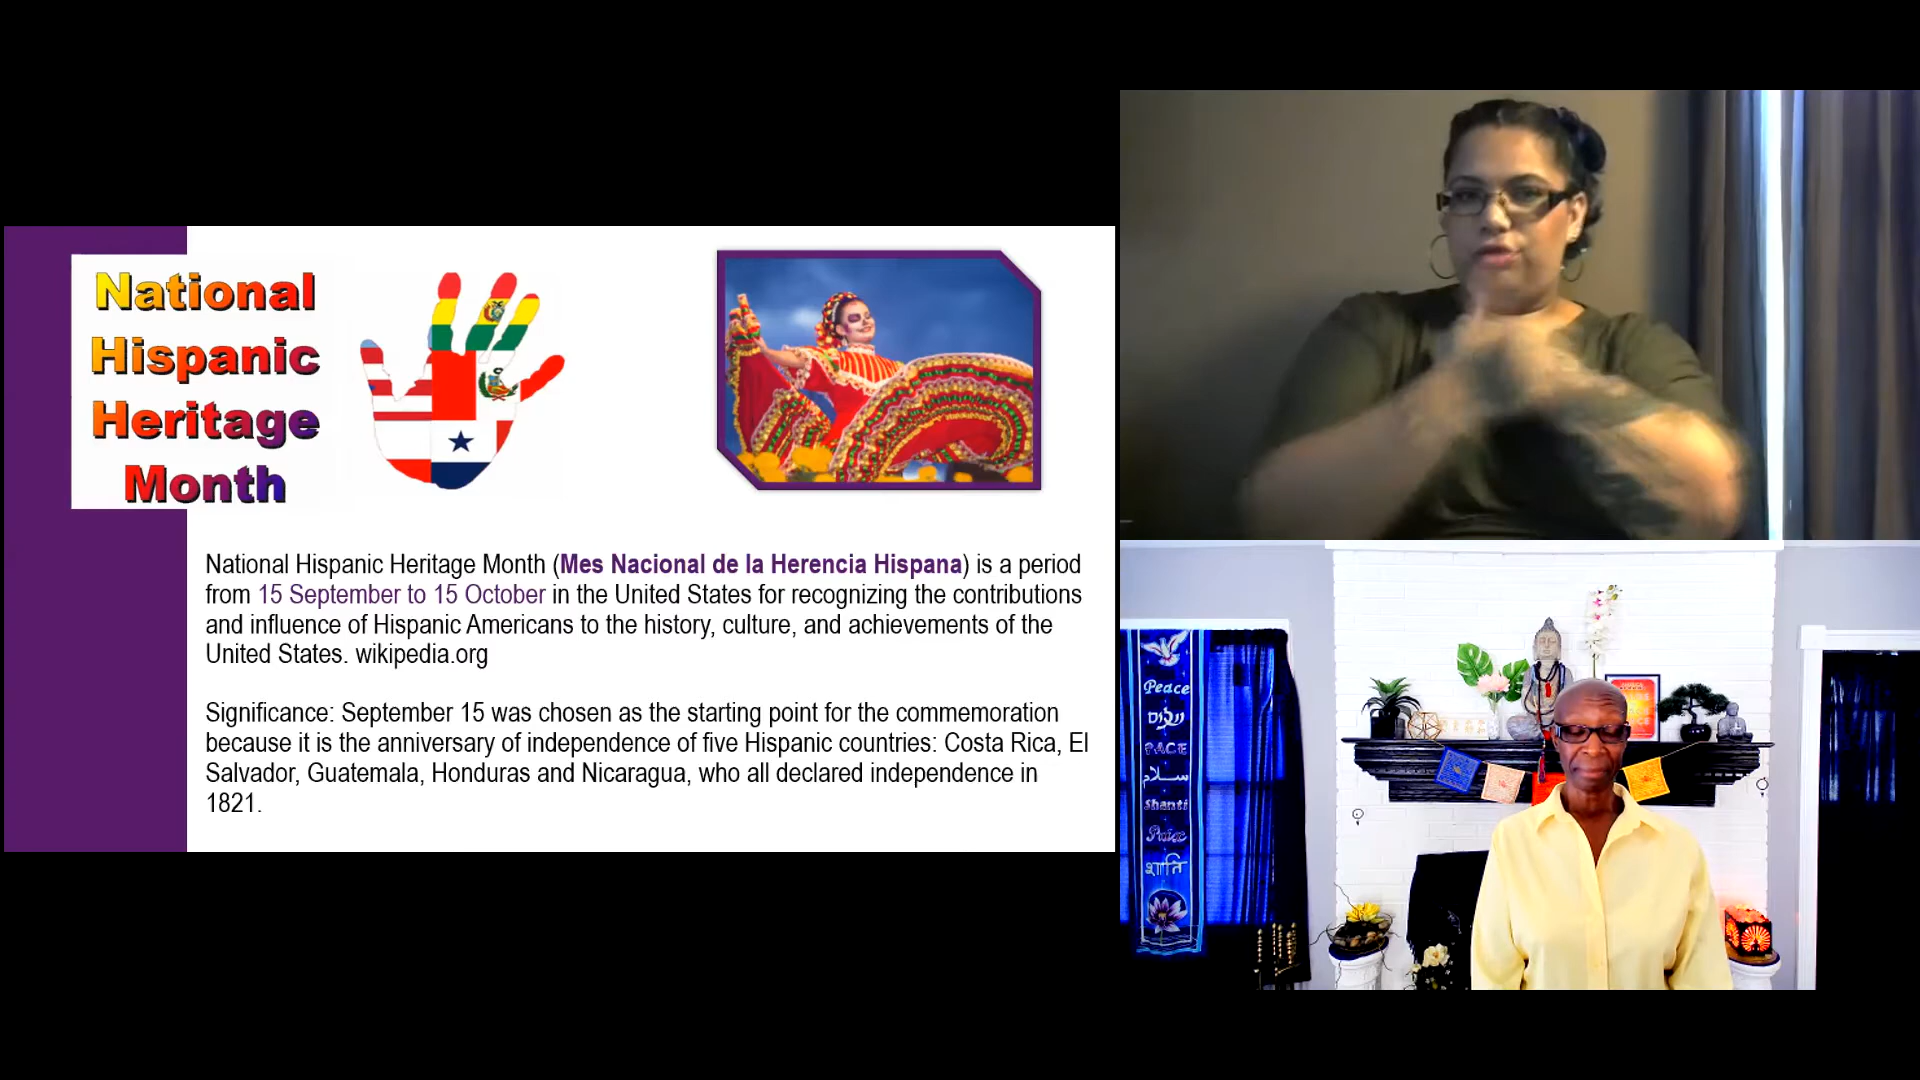 National
Hispanic
Heritage
Month
National Hispanic Heritage Month (Mes Nacional de la Herencia Hispana) is a period
from 15 September to 15 October in the United States for recognizing the contributions
and influence of Hispanic Americans to the history, culture, and achievements of the
United States. wikipedia.org
Significance: September 15 was chosen as the starting point for the commemoration
because it is the anniversary of independence of five Hispanic countries: Costa Rica, El
Salvador, Guatemala, Honduras and Nicaragua, who all declared independence in
1821.
Peace
שלום
PACE
سلام
Shanti
शान्ति